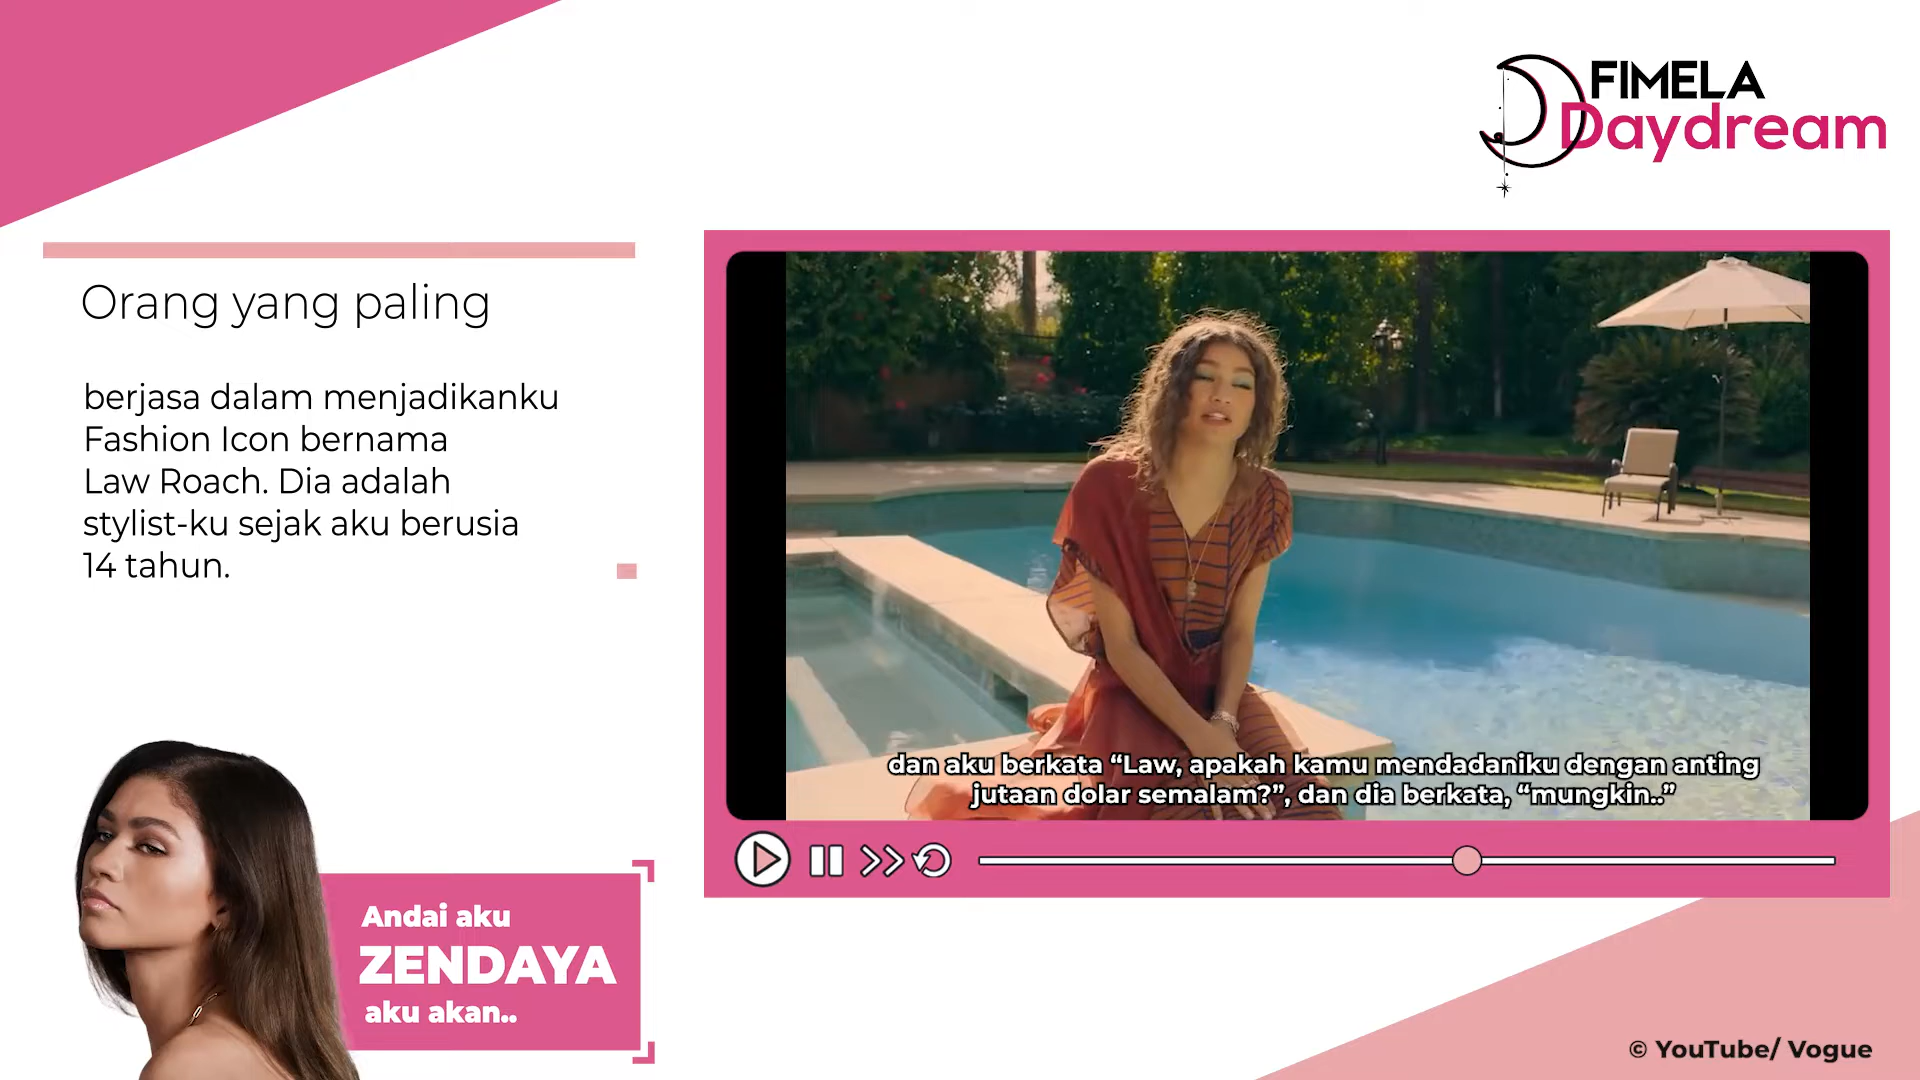 FIMELA
Daydream
Orang yang paling
berjasa dalam menjadikanku
Fashion Icon bernama
Law Roach. Dia adalah
stylist-ku sejak aku berusia
14 tahun.
dan aku berkata “Law, apakah kamu mendadaniku dengan anting
jutaan dolar semalam?”, dan dia berkata, “mungkin..”
Andai aku
ZENDAYA
aku akan..
© YouTube/ Vogue